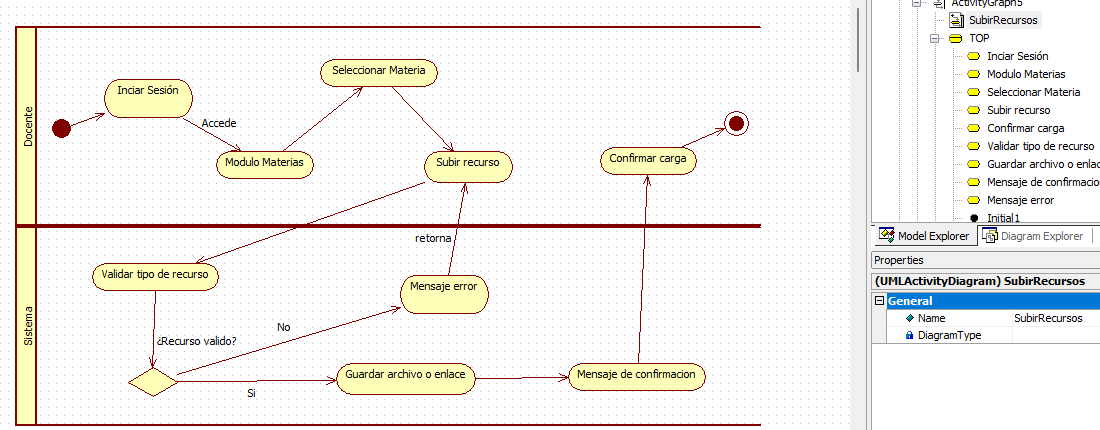 Docente
Inciar Sesión
Accede
Modulo Materias
Seleccionar Materia
Subir recurso
Confirmar carga
Sistema
retorna
Validar tipo de recurso
Mensaje error
No
¿Recurso valido?
Si
Guardar archivo o enlace
Mensaje de confirmacion
ActivityGraph5
SubirRecursos
TOP
Inciar Sesión
Modulo Materias
Seleccionar Materia
Subir recurso
Confirmar carga
Validar tipo de recurso
Guardar archivo o enlac
Mensaje de confirmacio
Mensaje error
Initial1
Model Explorer
Diagram Explorer
Properties
(UMLActivityDiagram) SubirRecursos
General
Name SubirRecursos
DiagramType